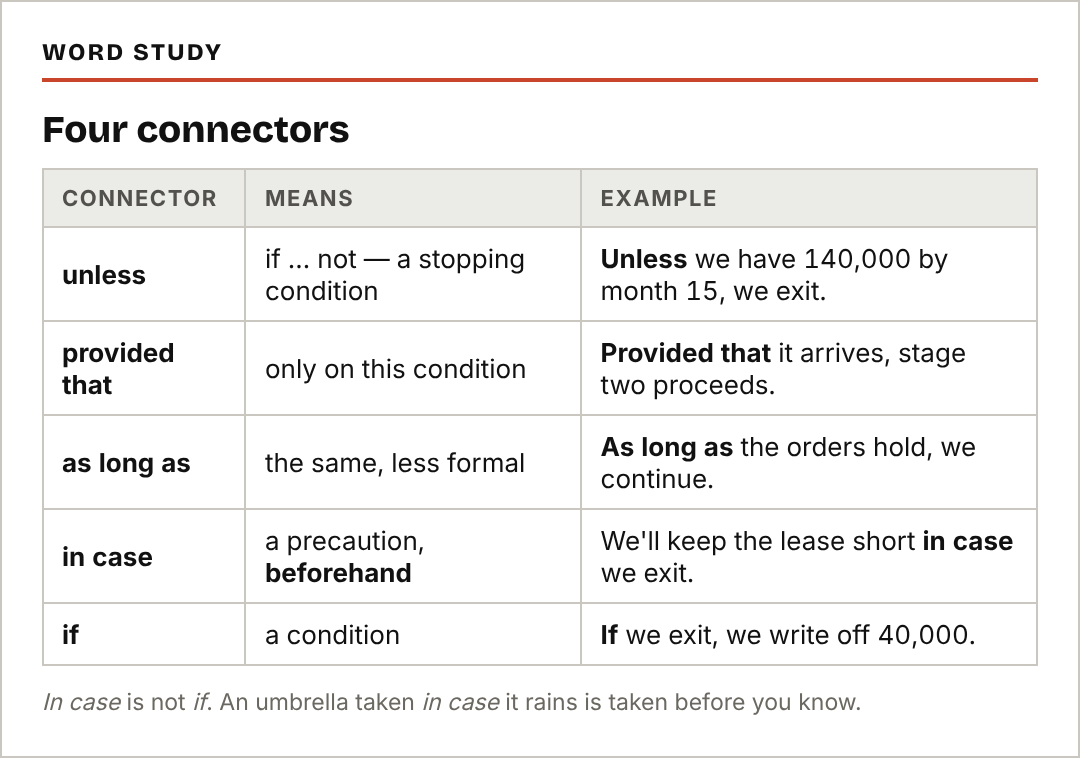 WORD STUDY
Four connectors
CONNECTOR MEANS EXAMPLE
unless
if ... not — a stopping
condition
Unless we have 140,000 by
month 15, we exit.
provided
that
only on this condition
Provided that it arrives, stage
two proceeds.
as long as
the same, less formal
As long as the orders hold, we
continue.
in case
a precaution,
beforehand
We'll keep the lease short in case
we exit.
if
a condition
If we exit, we write off 40,000.
In case is not if. An umbrella taken in case it rains is taken before you know.